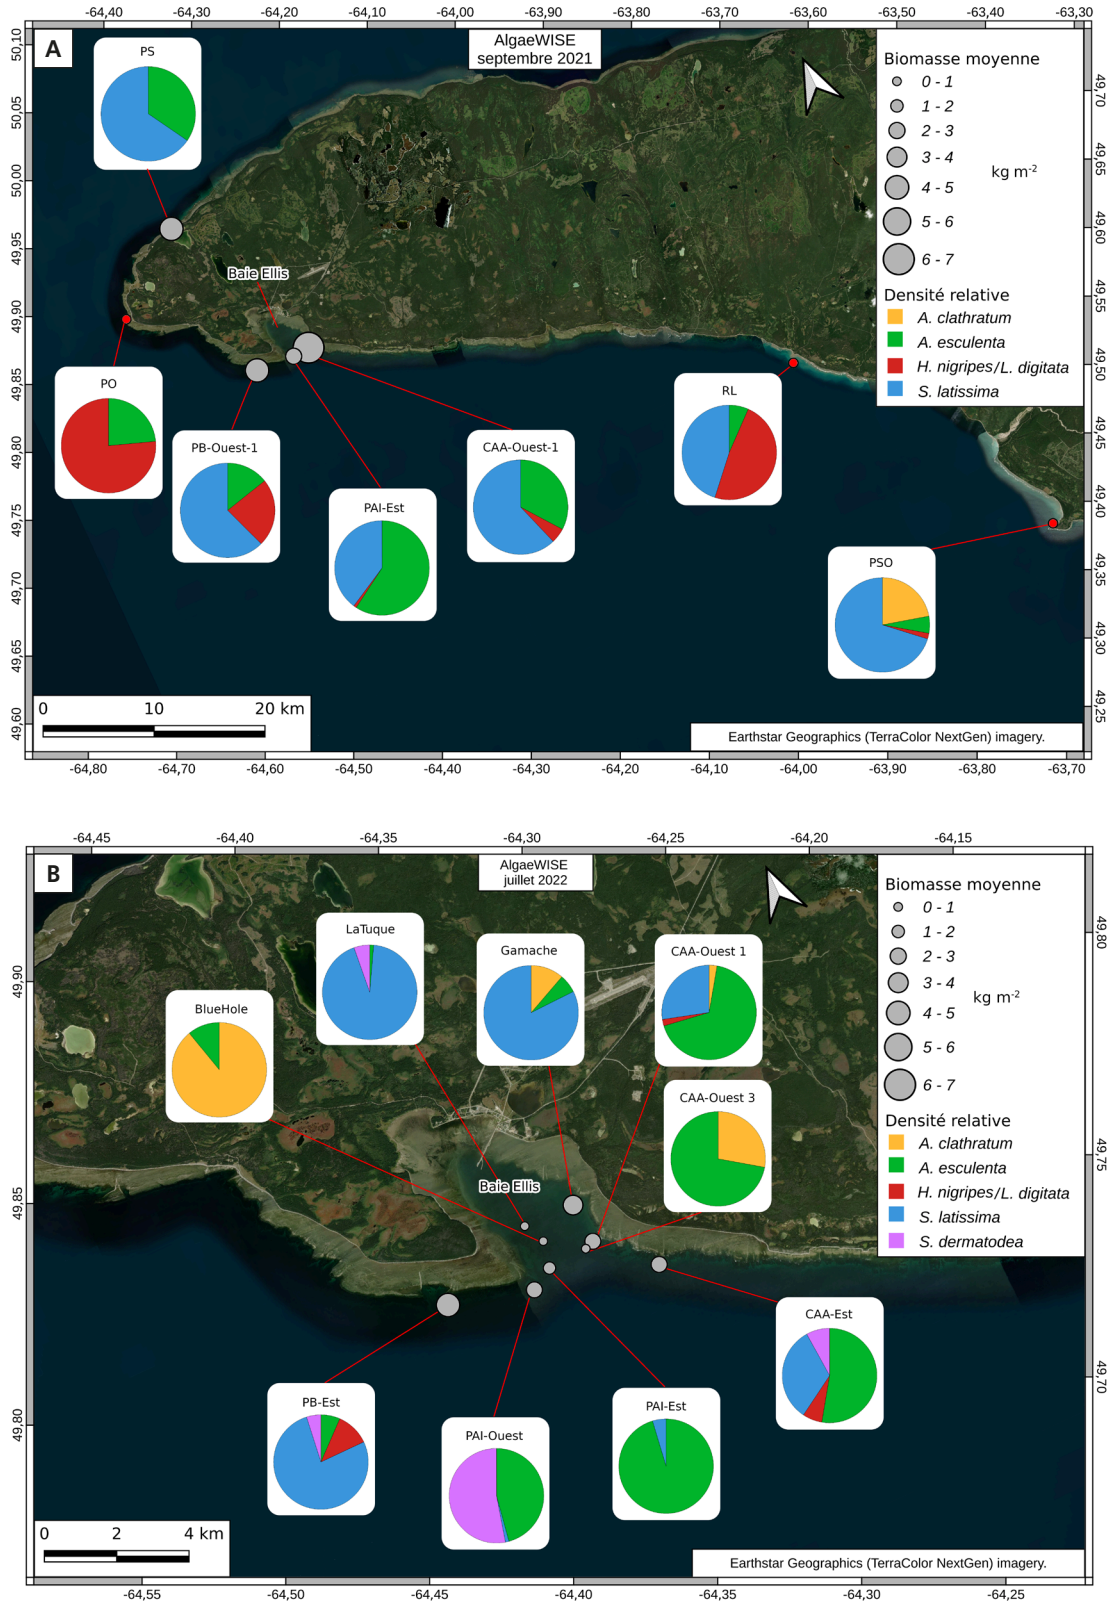 -64,40
-64,30
-64,20
-64,10
-64,00
-63,90
-63,80
-63,70
-63,60
-63,50
-63,40
-63,30
A
AlgaeWISE
septembre 2021
50,10
50,05
50,00
49,95
49,90
49,85
49,80
49,75
49,70
49,65
49,60
49,70
49,65
49,60
49,55
49,50
49,45
49,40
49,35
49,30
49,25
Biomasse moyenne
0 - 1
1 - 2
2 - 3
3 - 4
4 - 5
5 - 6
6 - 7
kg m-2
Densité relative
A. clathratum
A. esculenta
H. nigripes/L. digitata
S. latissima
PS
Baie Ellis
PO
PB-Ouest-1
PAI-Est
CAA-Ouest-1
RL
PSO
0 10 20 km
Earthstar Geographics (TerraColor NextGen) imagery.
-64,80
-64,70
-64,60
-64,50
-64,40
-64,30
-64,20
-64,10
-64,00
-63,90
-63,80
-63,70
-64,45
-64,40
-64,35
-64,30
-64,25
-64,20
-64,15
B
AlgaeWISE
juillet 2022
49,90
49,85
49,80
49,80
49,75
49,70
Biomasse moyenne
0 - 1
1 - 2
2 - 3
3 - 4
4 - 5
5 - 6
6 - 7
kg m-2
Densité relative
A. clathratum
A. esculenta
H. nigripes/L. digitata
S. latissima
S. dermatodea
LaTuque
Gamache
CAA-Ouest 1
BlueHole
CAA-Ouest 3
Baie Ellis
CAA-Est
PB-Est
PAI-Ouest
PAI-Est
0 2 4 km
Earthstar Geographics (TerraColor NextGen) imagery.
-64,55
-64,50
-64,45
-64,40
-64,35
-64,30
-64,25